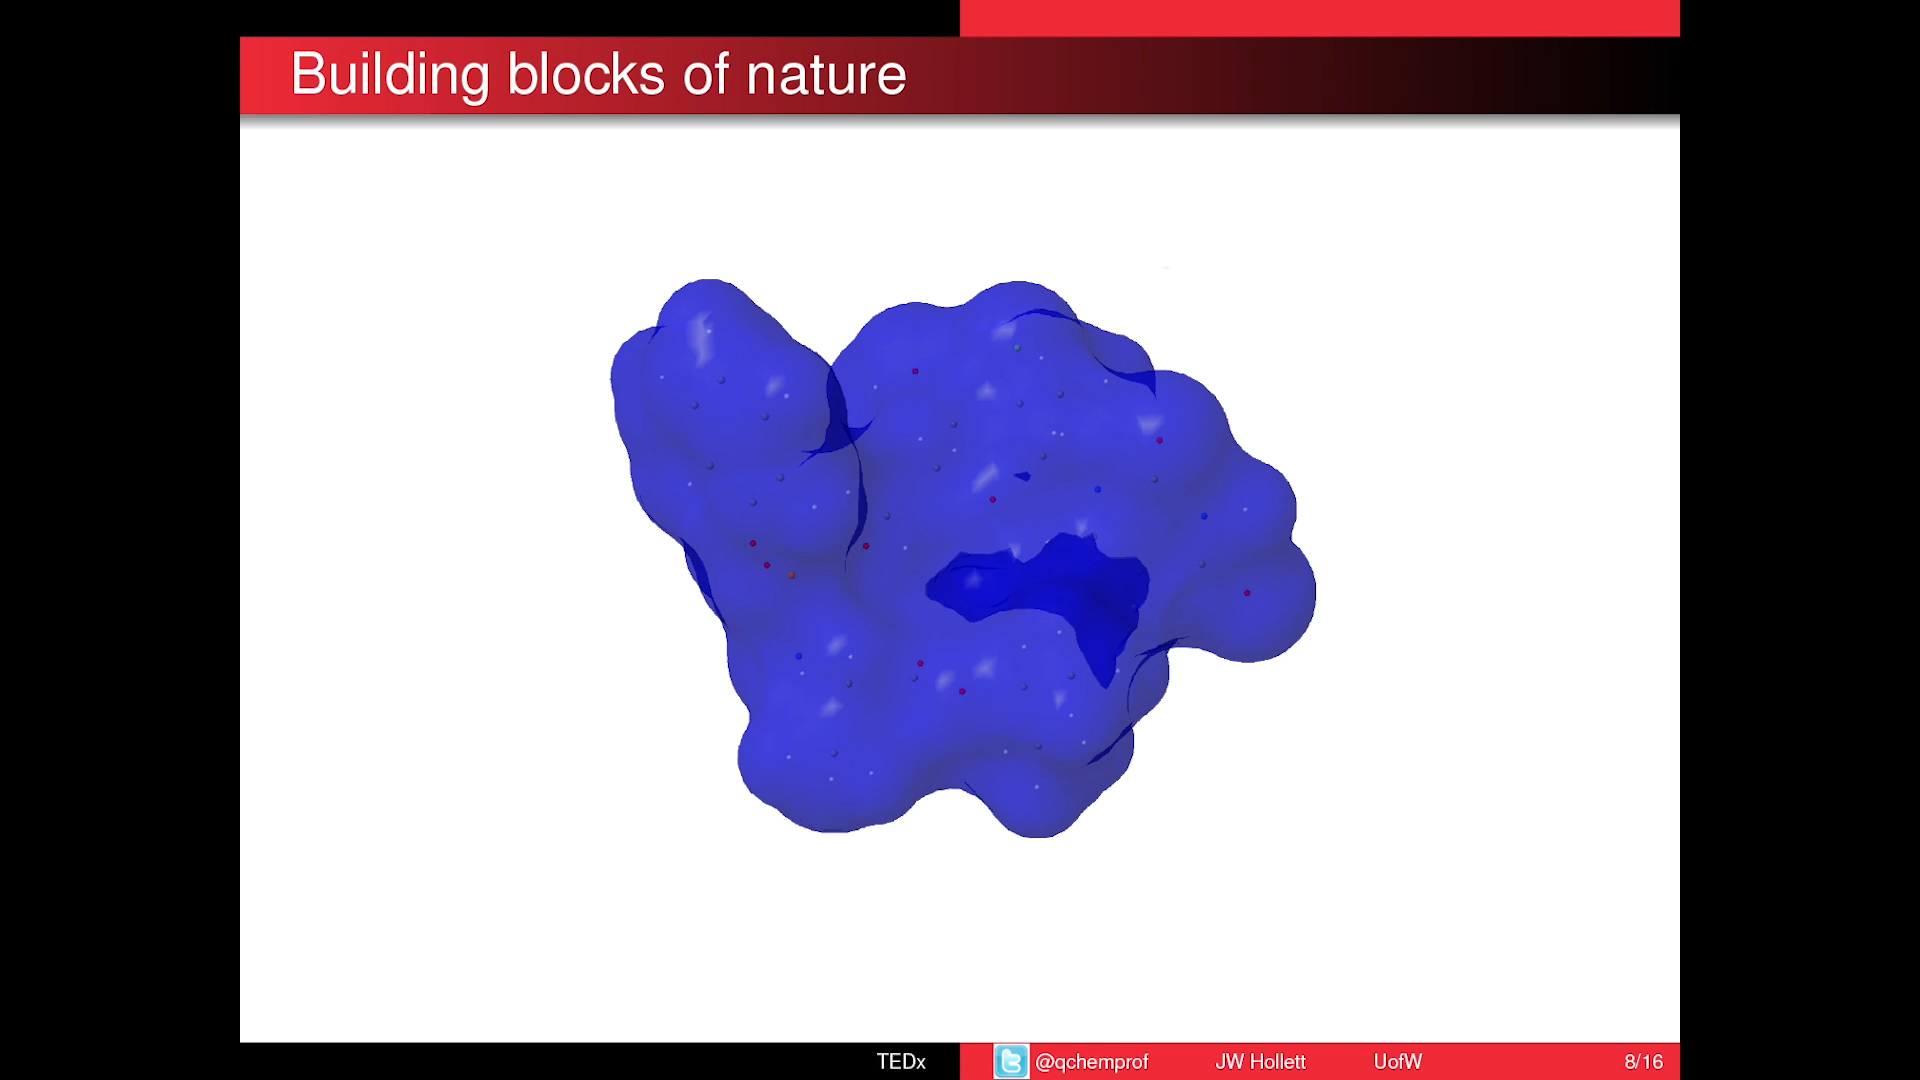 Building blocks of nature
TEDx @qchemprof JW Hollett UofW 8/16